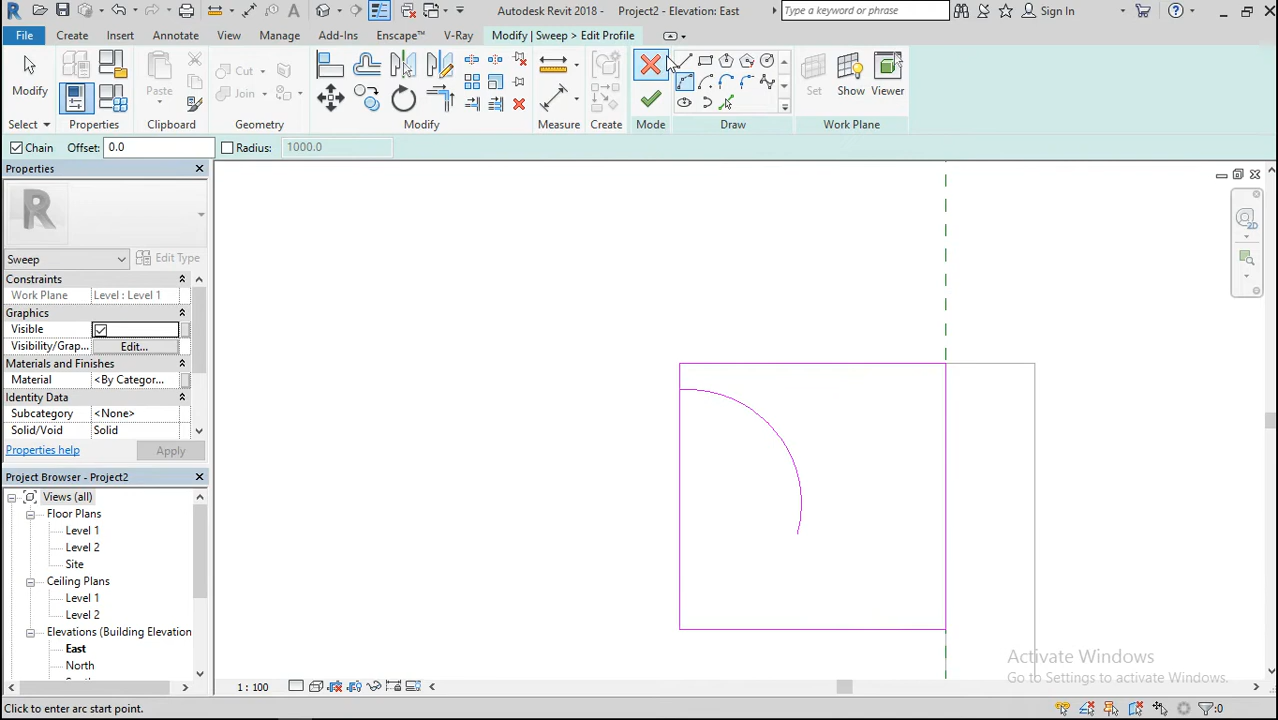 Autodesk Revit 2018 - Project2 - Elevation: East
Type a keyword or phrase
Sign In
File Create Insert Annotate View Manage Add-Ins Enscape™ V-Ray Modify | Sweep > Edit Profile
Modify
Paste
Cut
Join
Set Show Viewer
Select Properties Clipboard Geometry Modify Measure Create Mode Draw Work Plane
Chain Offset: 0.0 Radius: 1000.0
Properties
Sweep Edit Type
Constraints
Work Plane Level : Level 1
Graphics
Visible
Visibility/Grap... Edit...
Materials and Finishes
Material <By Categor...
Identity Data
Subcategory <None>
Solid/Void Solid
Properties help Apply
Project Browser - Project2
Views (all)
Floor Plans
Level 1
Level 2
Site
Ceiling Plans
Level 1
Level 2
Elevations (Building Elevation
East
North
2D
Activate Windows
Go to Settings to activate Windows.
1 : 100
Click to enter arc start point.
:0